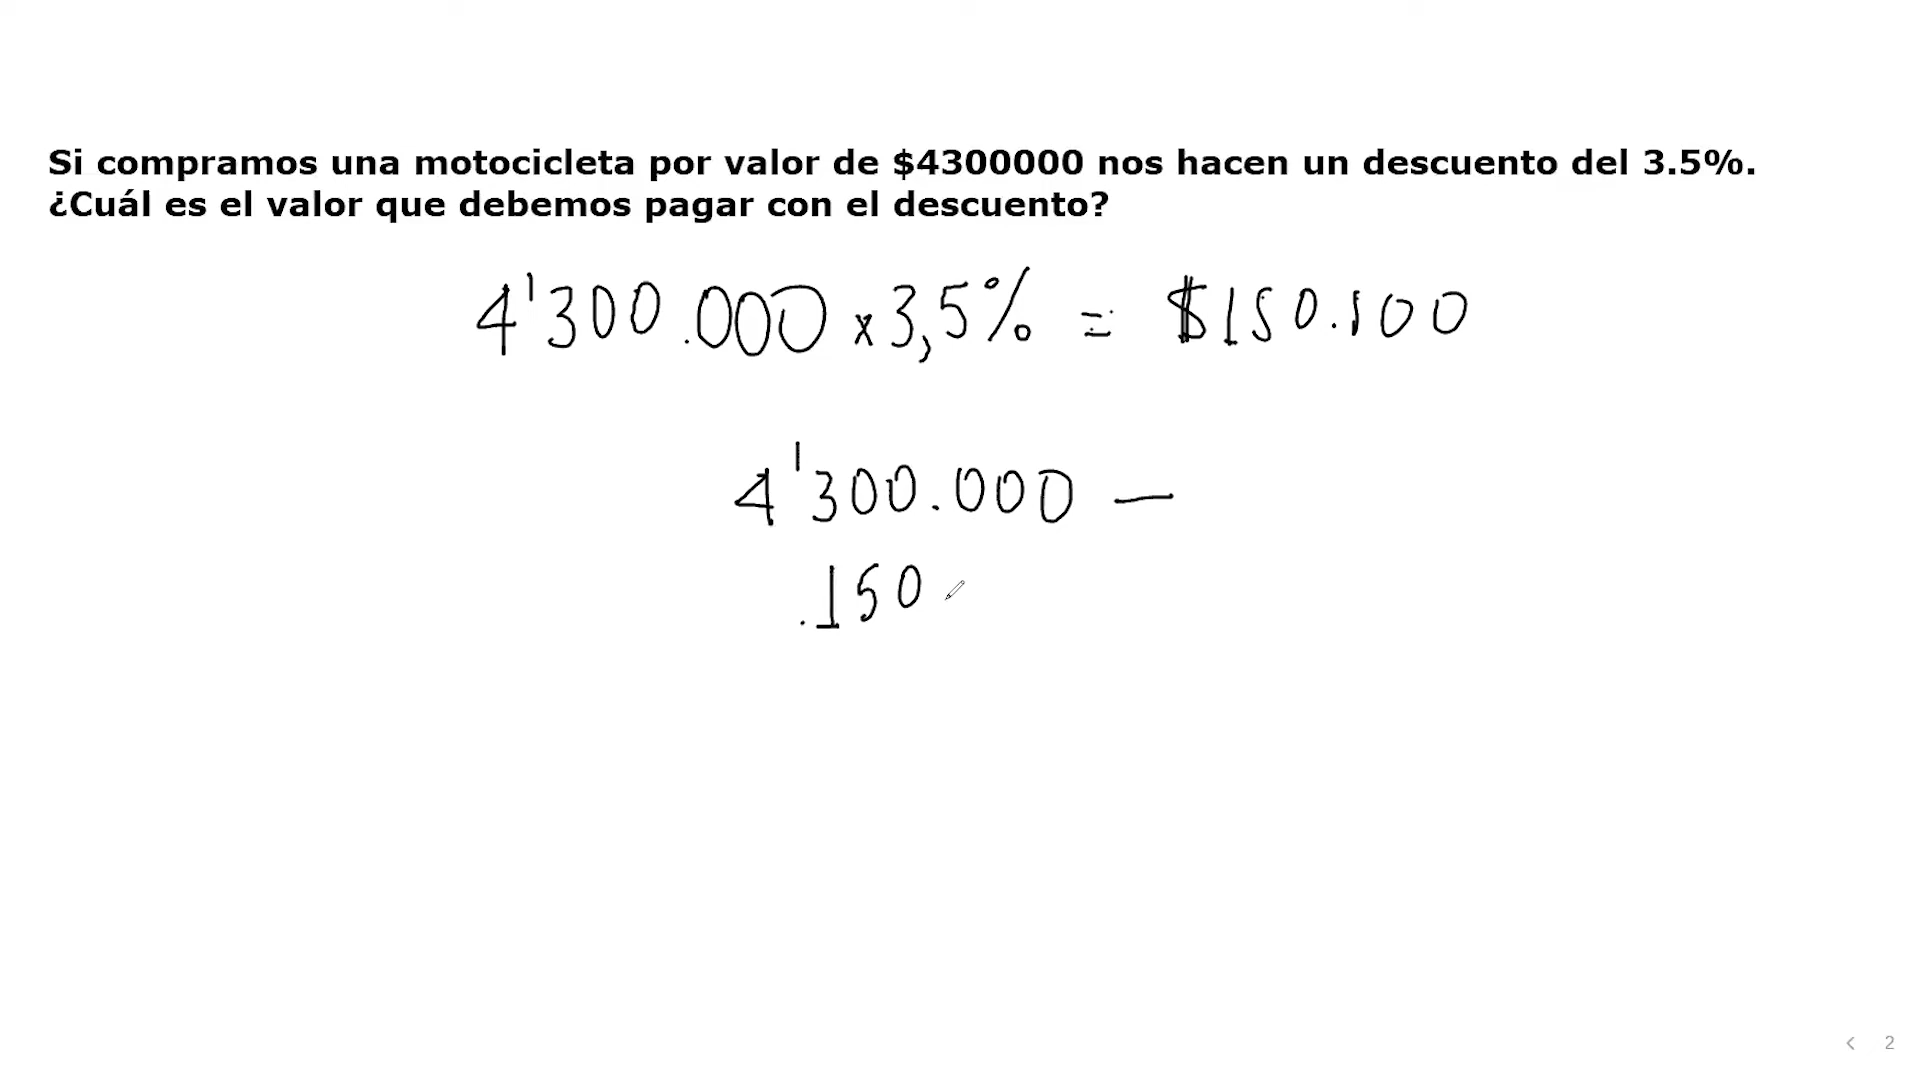 Si compramos una motocicleta por valor de $4300000 nos hacen un descuento del 3.5%.
¿Cuál es el valor que debemos pagar con el descuento?
4'300.000 x 3,5% = $150.500
4'300.000 —
.150
< 2